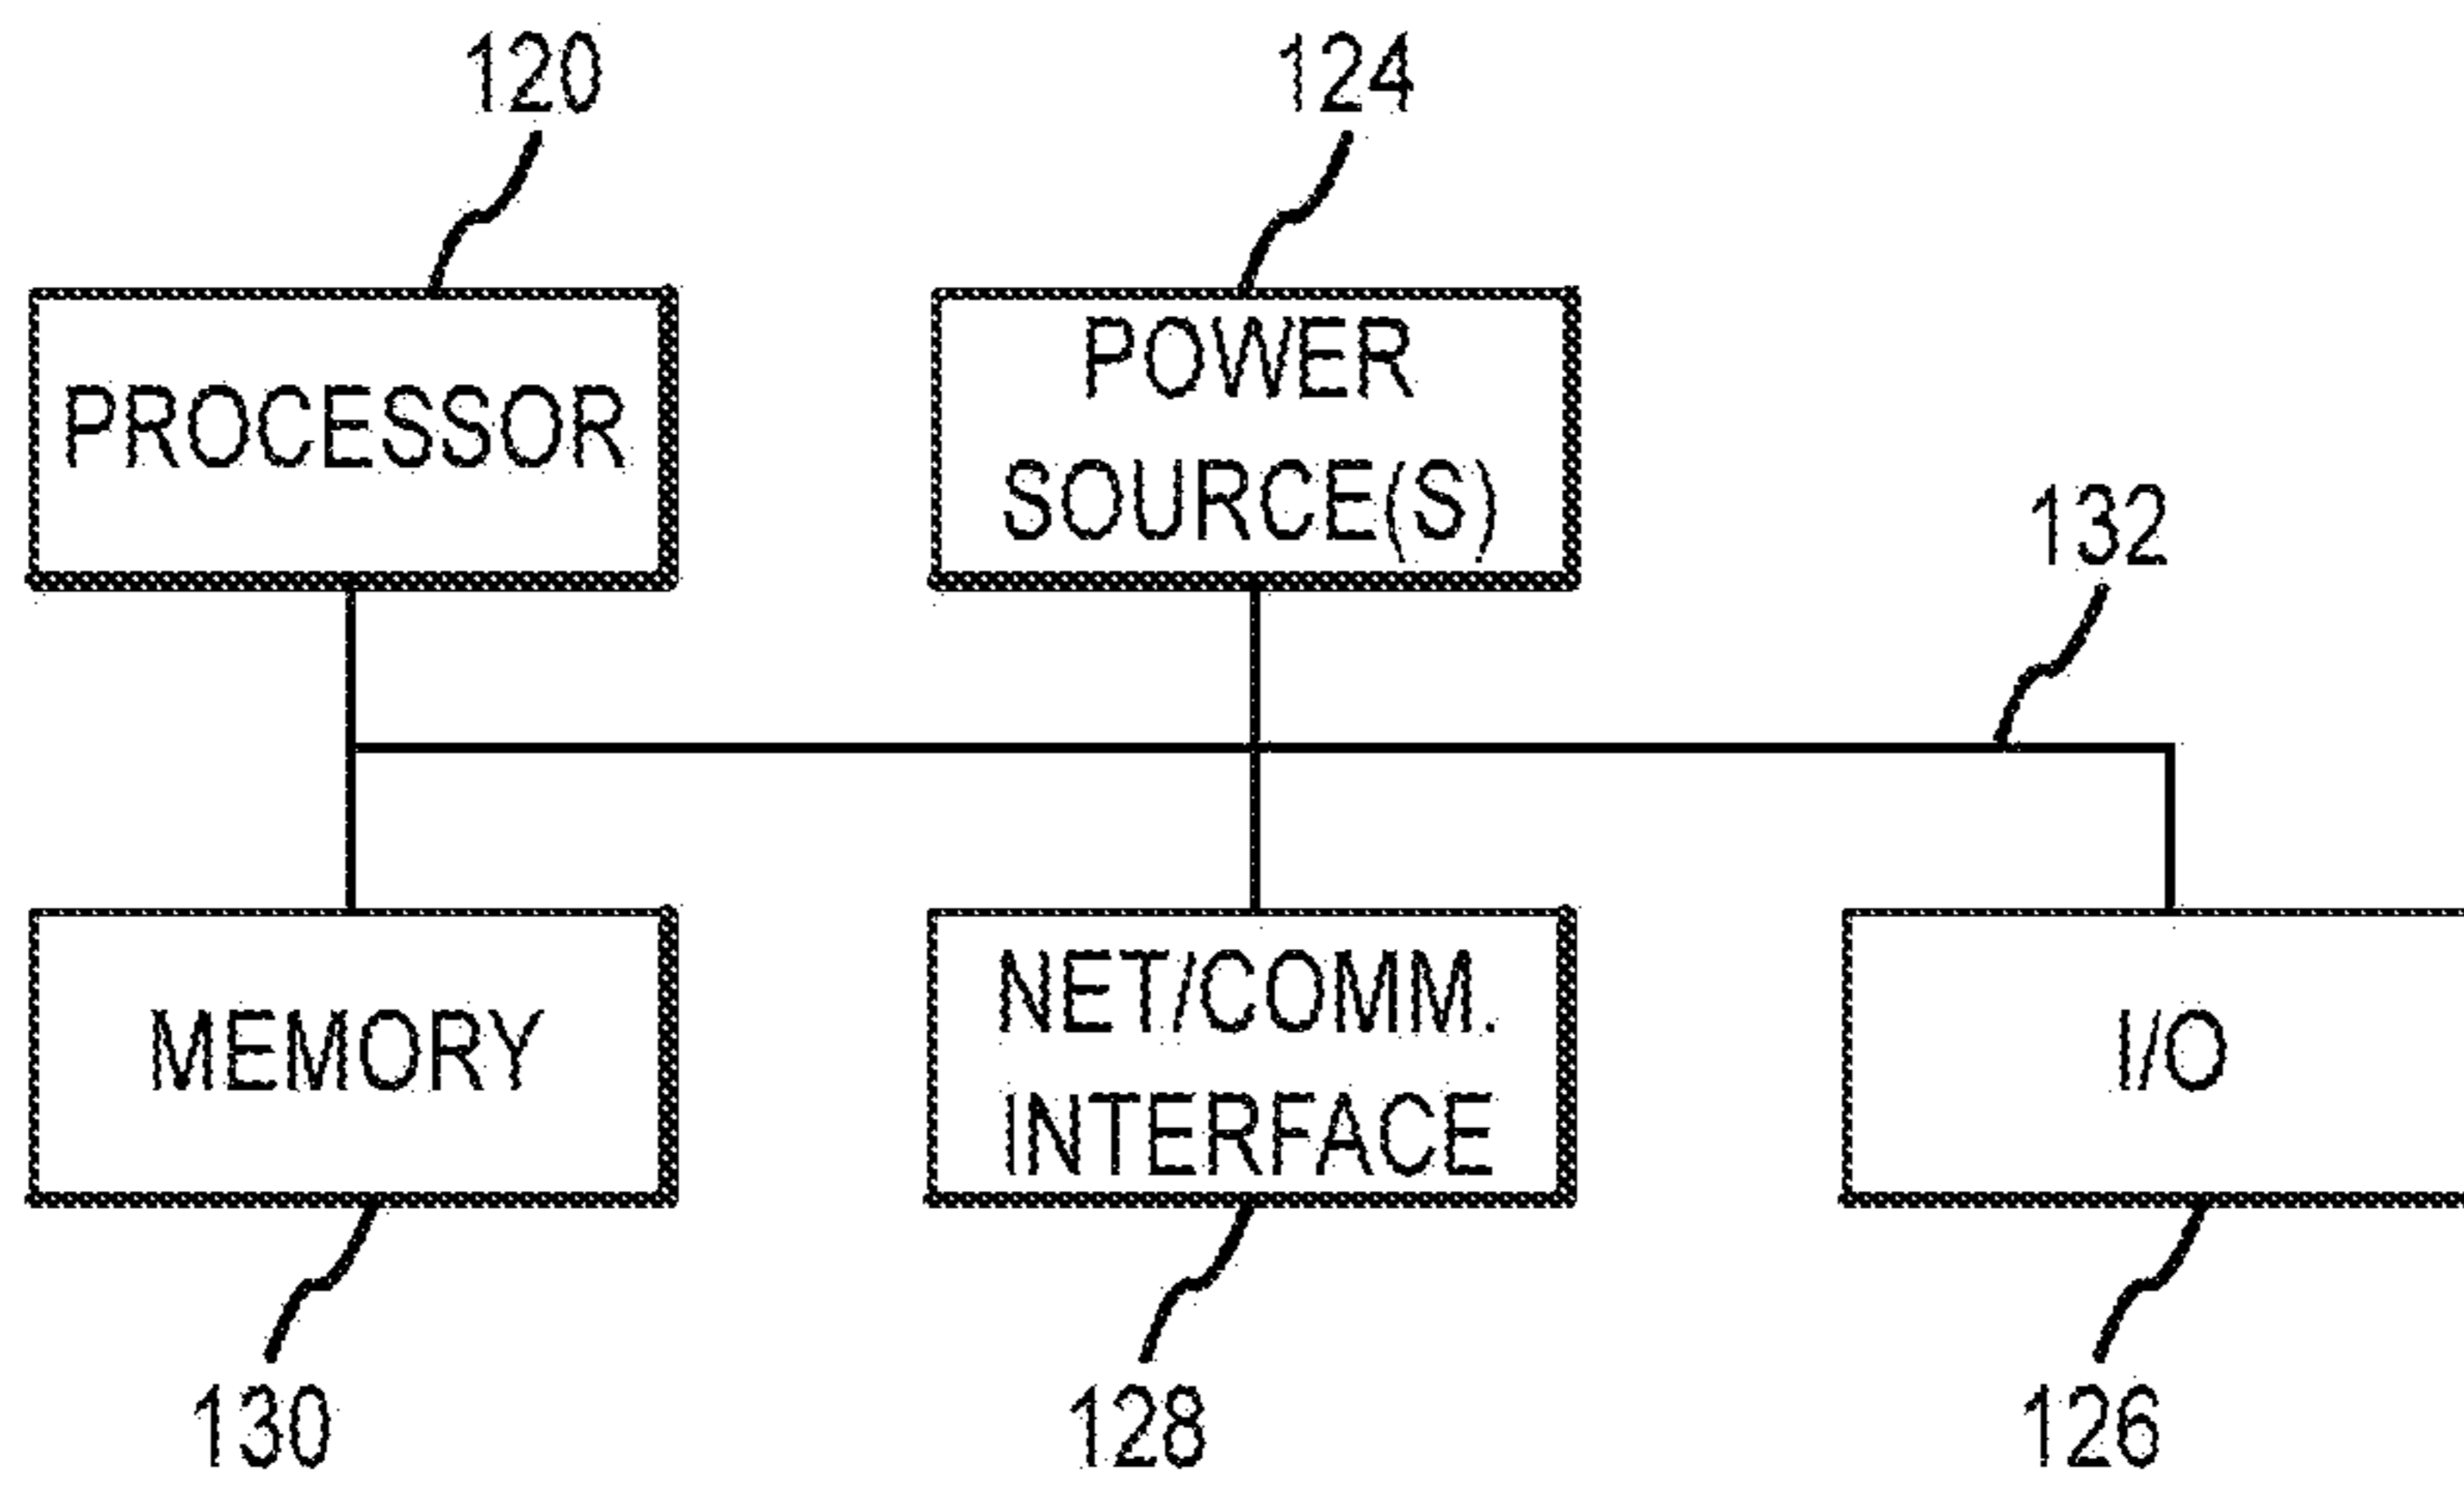 120
124
PROCESSOR
POWER
SOURCE(S)
132
MEMORY
NET/COMM.
INTERFACE
I/O
130
128
126